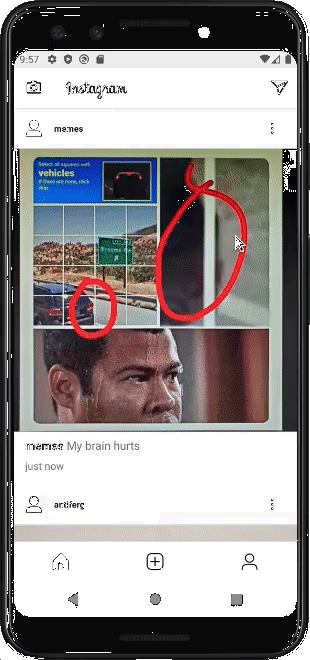 9:57
Instagram
memes
Select all squares with
vehicles
If there are none, click
skip
memes My brain hurts
just now